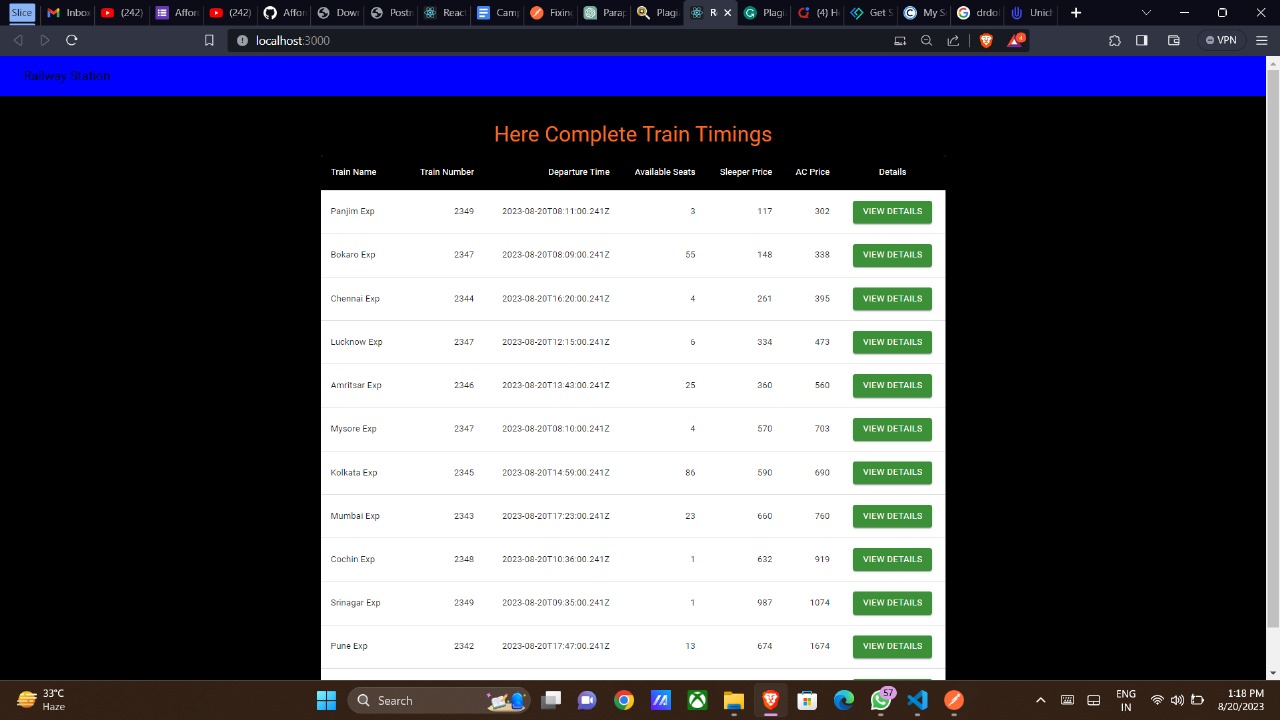 Slice Inbox (242) Affor (242) Affor Down Postm React Camp Fixing Parap Plagi R Plagi (4) H Get S My S drdo Unich
localhost:3000 VPN
Railway Station
Here Complete Train Timings
Train Name Train Number Departure Time Available Seats Sleeper Price AC Price Details
Panjim Exp 2349 2023-08-20T08:11:00.241Z 3 117 302 VIEW DETAILS
Bokaro Exp 2347 2023-08-20T08:09:00.241Z 55 148 338 VIEW DETAILS
Chennai Exp 2344 2023-08-20T16:20:00.241Z 4 261 395 VIEW DETAILS
Lucknow Exp 2347 2023-08-20T12:15:00.241Z 6 334 473 VIEW DETAILS
Amritsar Exp 2346 2023-08-20T13:43:00.241Z 25 360 560 VIEW DETAILS
Mysore Exp 2347 2023-08-20T08:10:00.241Z 4 570 703 VIEW DETAILS
Kolkata Exp 2345 2023-08-20T14:59:00.241Z 86 590 690 VIEW DETAILS
Mumbai Exp 2343 2023-08-20T17:23:00.241Z 23 660 760 VIEW DETAILS
Cochin Exp 2348 2023-08-20T10:36:00.241Z 1 632 919 VIEW DETAILS
Srinagar Exp 2349 2023-08-20T09:35:00.241Z 1 987 1074 VIEW DETAILS
Pune Exp 2342 2023-08-20T17:47:00.241Z 13 674 1674 VIEW DETAILS
33°C Search 57 ENG 1:18 PM
Haze IN 8/20/2023